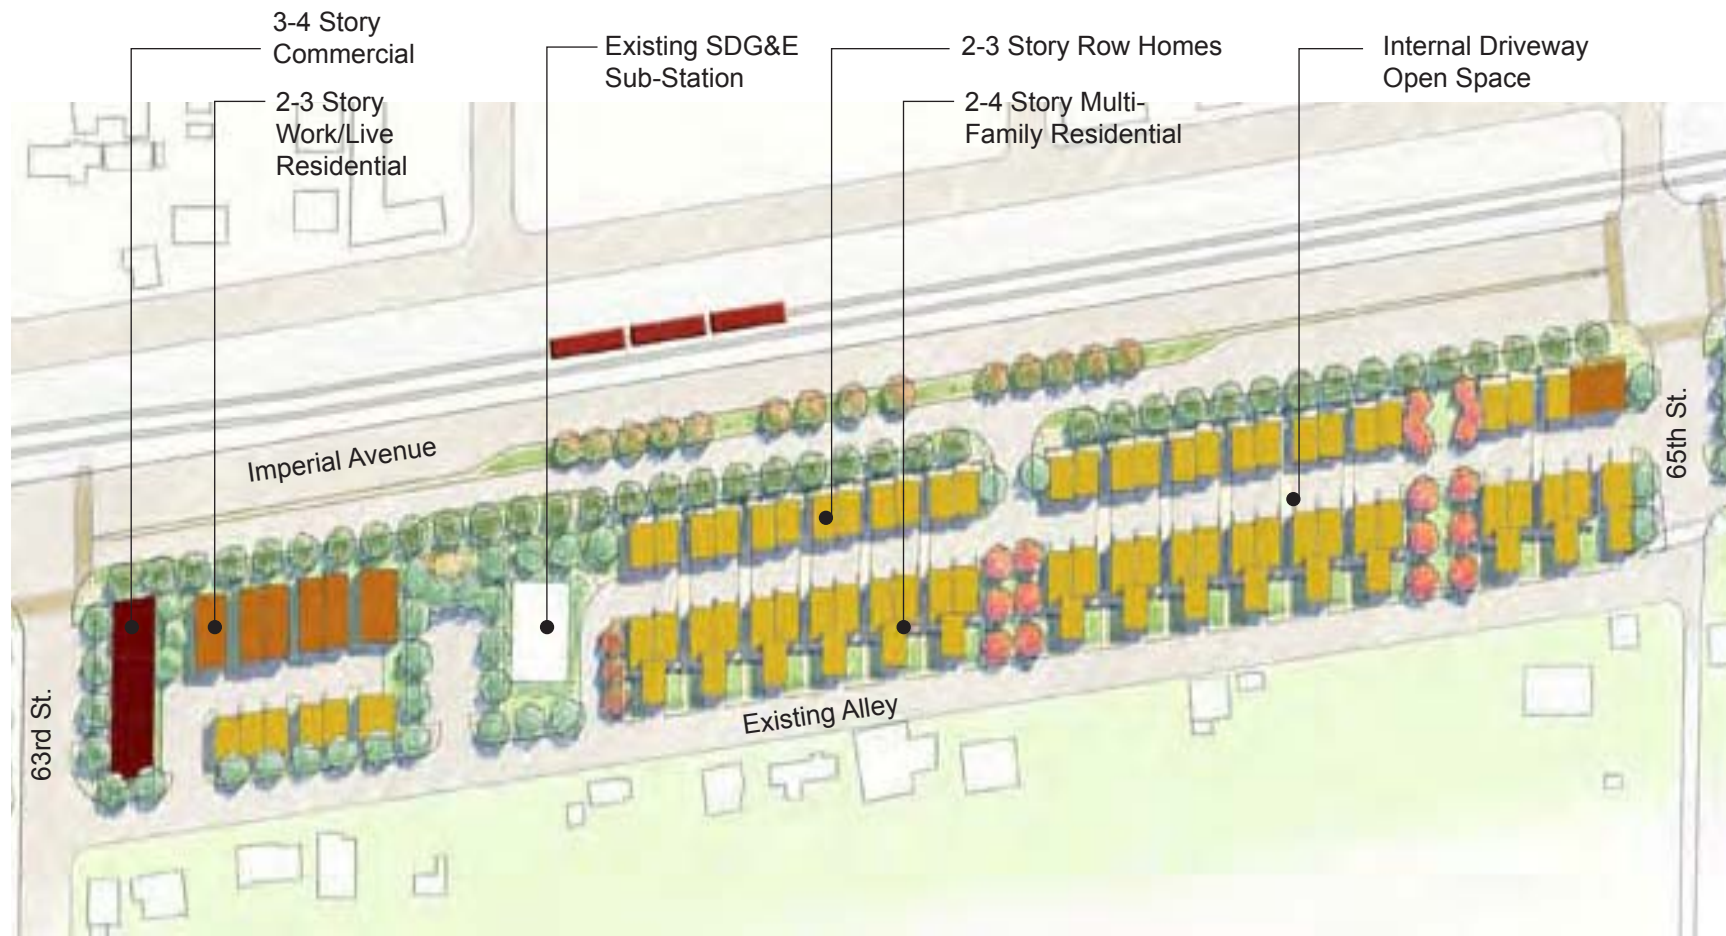 3-4 Story
Commercial
2-3 Story
Work/Live
Residential
Existing SDG&E
Sub-Station
2-3 Story Row Homes
2-4 Story Multi-
Family Residential
Internal Driveway
Open Space
Imperial Avenue
65th St.
63rd St.
Existing Alley